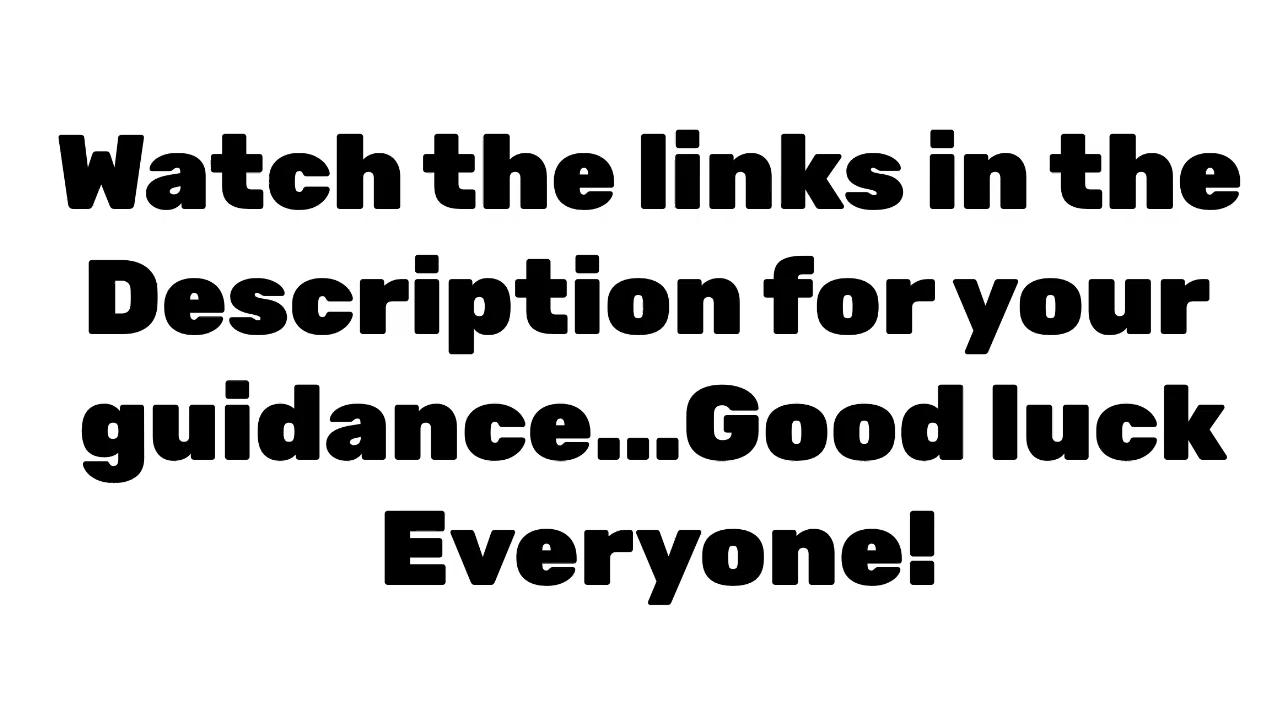 Watch the links in the
Description for your
guidance...Good luck
Everyone!